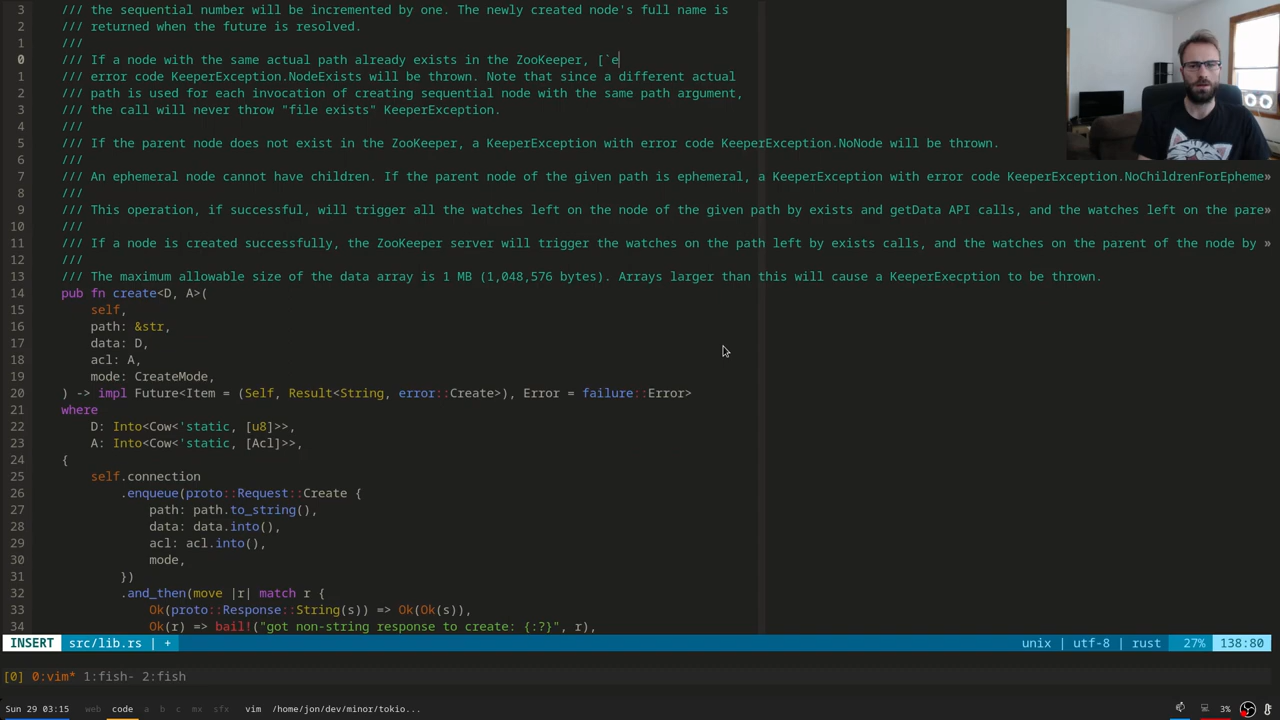 3 /// the sequential number will be incremented by one. The newly created node's full name is
2 /// returned when the future is resolved.
1 ///
0 /// If a node with the same actual path already exists in the ZooKeeper, [`e
1 /// error code KeeperException.NodeExists will be thrown. Note that since a different actual
2 /// path is used for each invocation of creating sequential node with the same path argument,
3 /// the call will never throw "file exists" KeeperException.
4 ///
5 /// If the parent node does not exist in the ZooKeeper, a KeeperException with error code KeeperException.NoNode will be thrown.
6 ///
7 /// An ephemeral node cannot have children. If the parent node of the given path is ephemeral, a KeeperException with error code KeeperException.NoChildrenForEpheme»
8 ///
9 /// This operation, if successful, will trigger all the watches left on the node of the given path by exists and getData API calls, and the watches left on the pare»
10 ///
11 /// If a node is created successfully, the ZooKeeper server will trigger the watches on the path left by exists calls, and the watches on the parent of the node by »
12 ///
13 /// The maximum allowable size of the data array is 1 MB (1,048,576 bytes). Arrays larger than this will cause a KeeperExecption to be thrown.
14 pub fn create<D, A>(
15 self,
16 path: &str,
17 data: D,
18 acl: A,
19 mode: CreateMode,
20 ) -> impl Future<Item = (Self, Result<String, error::Create>), Error = failure::Error>
21 where
22 D: Into<Cow<'static, [u8]>>,
23 A: Into<Cow<'static, [Acl]>>,
24 {
25 self.connection
26 .enqueue(proto::Request::Create {
27 path: path.to_string(),
28 data: data.into(),
29 acl: acl.into(),
30 mode,
31 })
32 .and_then(move |r| match r {
33 Ok(proto::Response::String(s)) => Ok(Ok(s)),
34 Ok(r) => bail!("got non-string response to create: {:?}", r),
INSERT src/lib.rs | + unix | utf-8 | rust 27% 138:80
[0] 0:vim* 1:fish- 2:fish
Sun 29 03:15 web code a b c mx sfx vim /home/jon/dev/minor/tokio... 3%